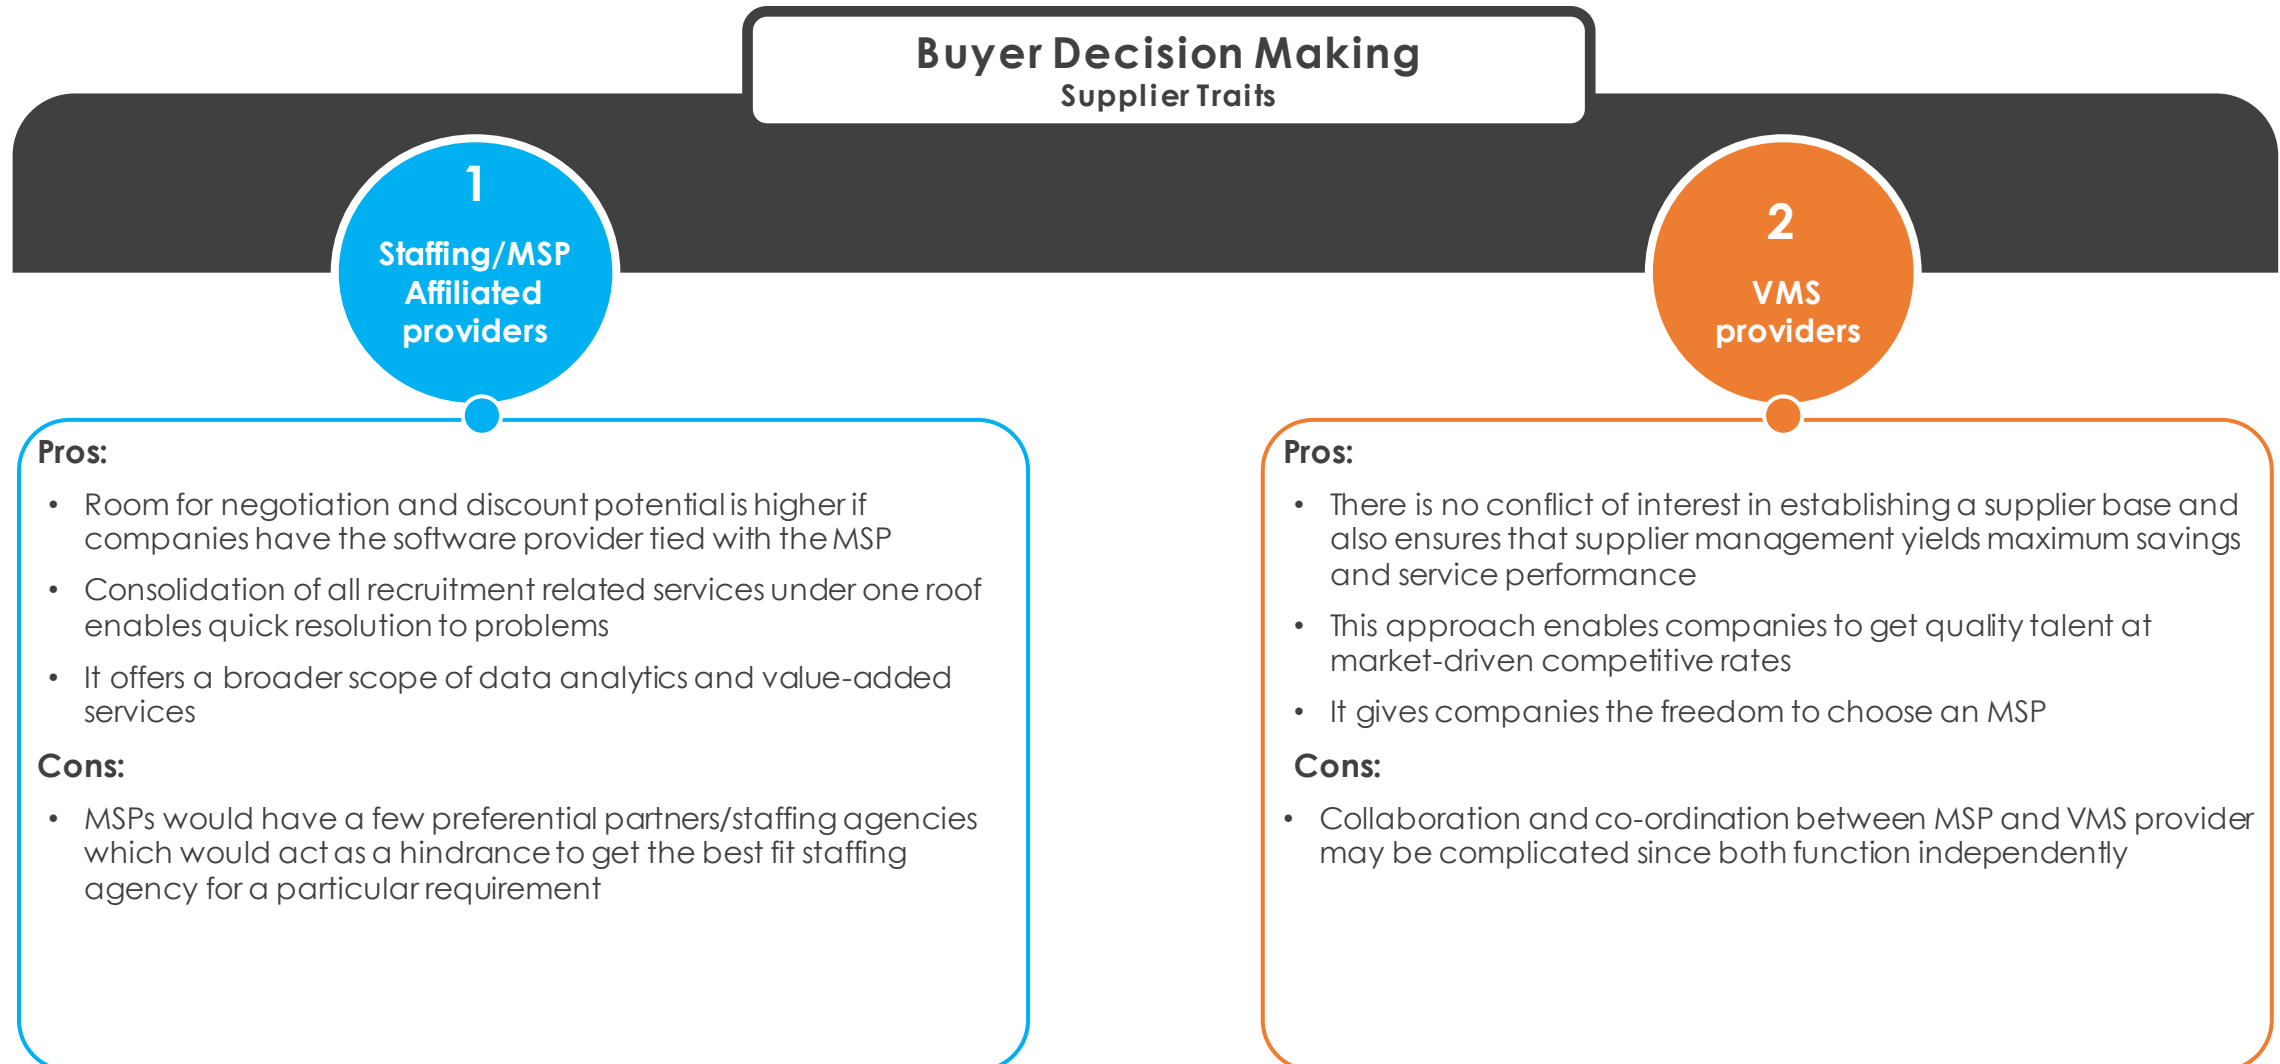 Buyer Decision Making
Supplier Traits
1
Staffing/MSP
Affiliated
providers
Pros:
• Room for negotiation and discount potential is higher if
companies have the software provider tied with the MSP
• Consolidation of all recruitment related services under one roof
enables quick resolution to problems
• It offers a broader scope of data analytics and value-added
services
Cons:
• MSPs would have a few preferential partners/staffing agencies
which would act as a hindrance to get the best fit staffing
agency for a particular requirement
2
VMS
providers
Pros:
• There is no conflict of interest in establishing a supplier base and
also ensures that supplier management yields maximum savings
and service performance
• This approach enables companies to get quality talent at
market-driven competitive rates
• It gives companies the freedom to choose an MSP
Cons:
• Collaboration and co-ordination between MSP and VMS provider
may be complicated since both function independently